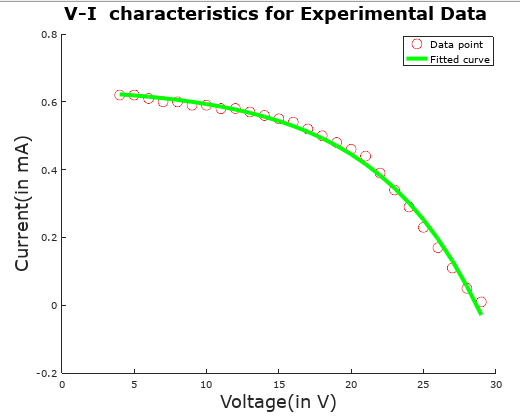 V-I characteristics for Experimental Data
Data point
Fitted curve
0.8
0.6
0.4
0.2
0
-0.2
Current(in mA)
0
5
10
15
20
25
30
Voltage(in V)